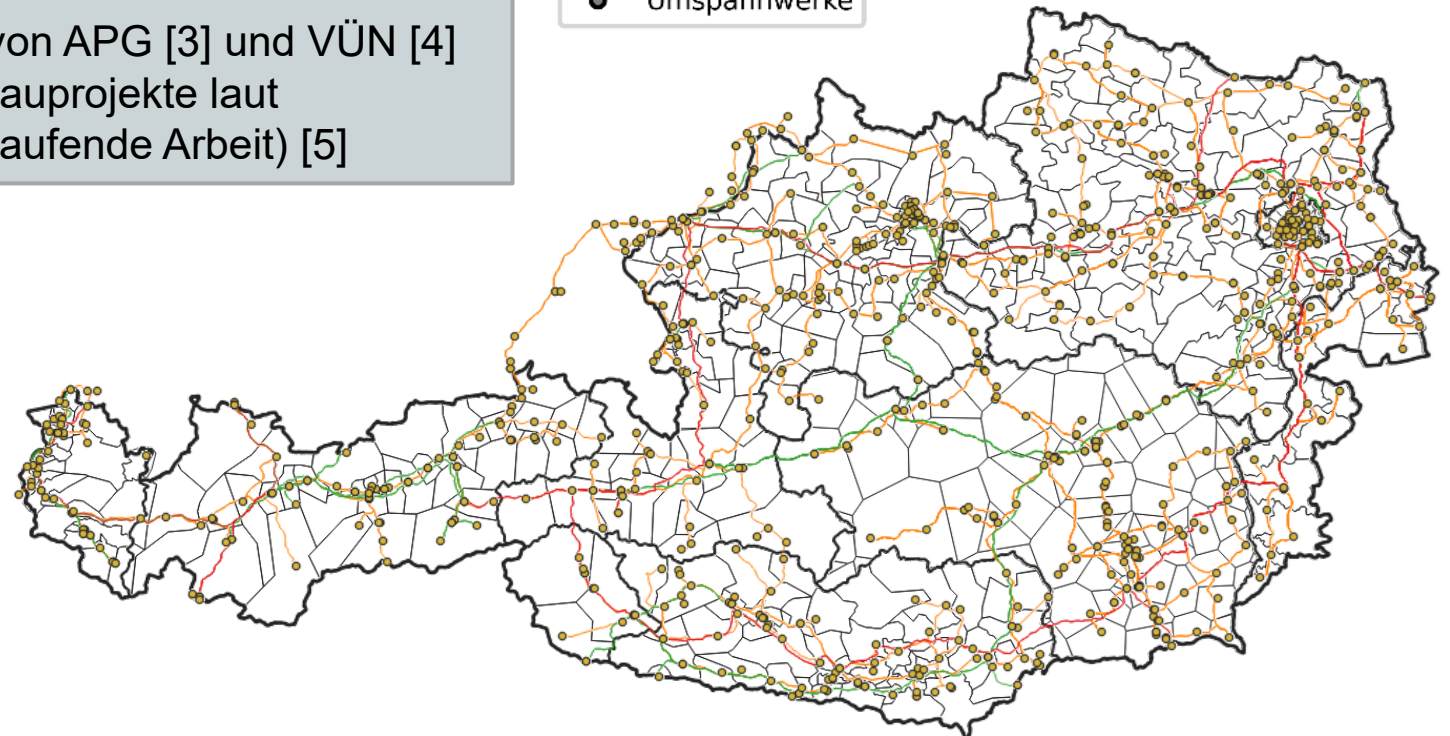 von APG [3] und VÜN [4]
auprojekte laut
aufende Arbeit) [5]
Umspannwerke